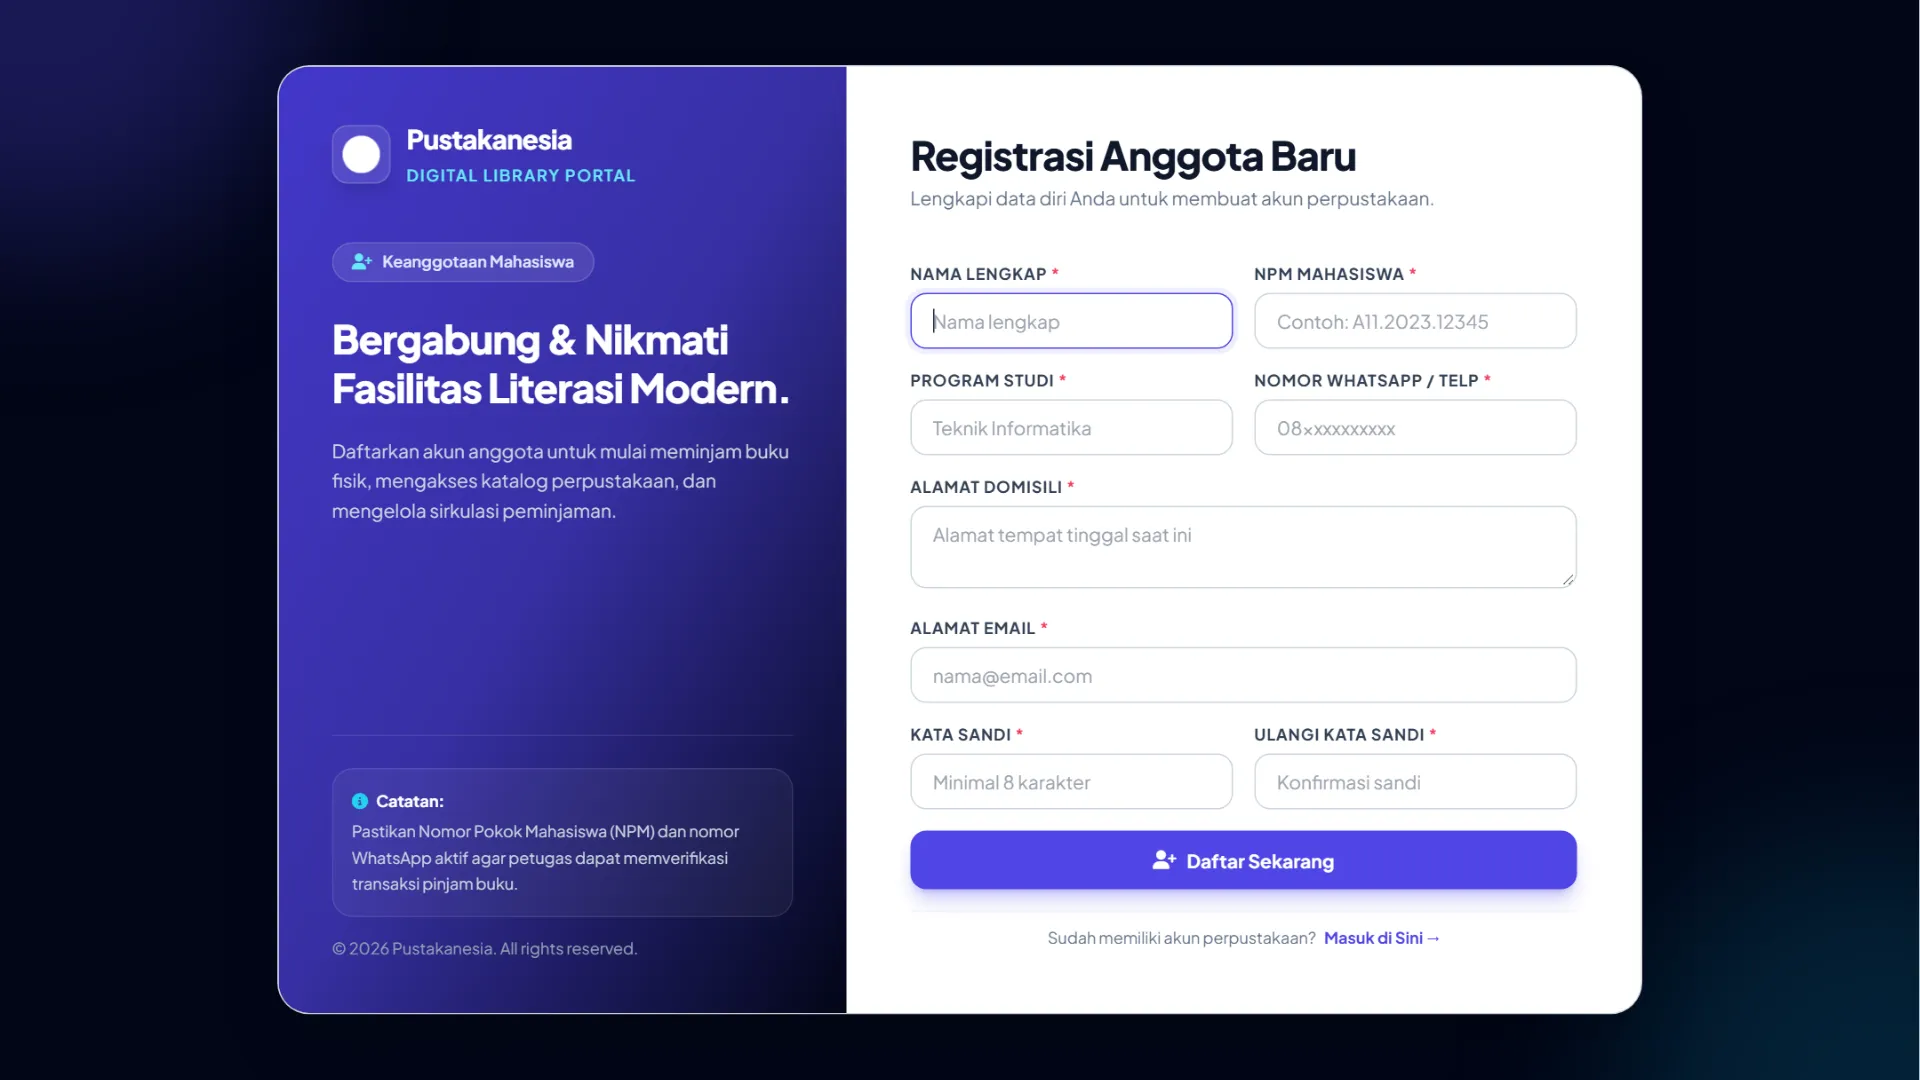 Pustakanesia
DIGITAL LIBRARY PORTAL
Keanggotaan Mahasiswa
Bergabung & Nikmati
Fasilitas Literasi Modern.
Daftarkan akun anggota untuk mulai meminjam buku
fisik, mengakses katalog perpustakaan, dan
mengelola sirkulasi peminjaman.
Catatan:
Pastikan Nomor Pokok Mahasiswa (NPM) dan nomor
WhatsApp aktif agar petugas dapat memverifikasi
transaksi pinjam buku.
© 2026 Pustakanesia. All rights reserved.
Registrasi Anggota Baru
Lengkapi data diri Anda untuk membuat akun perpustakaan.
NAMA LENGKAP *
Nama lengkap
NPM MAHASISWA *
Contoh: A11.2023.12345
PROGRAM STUDI *
Teknik Informatika
NOMOR WHATSAPP / TELP *
08xxxxxxxxxx
ALAMAT DOMISILI *
Alamat tempat tinggal saat ini
ALAMAT EMAIL *
nama@email.com
KATA SANDI *
Minimal 8 karakter
ULANGI KATA SANDI *
Konfirmasi sandi
Daftar Sekarang
Sudah memiliki akun perpustakaan? Masuk di Sini →